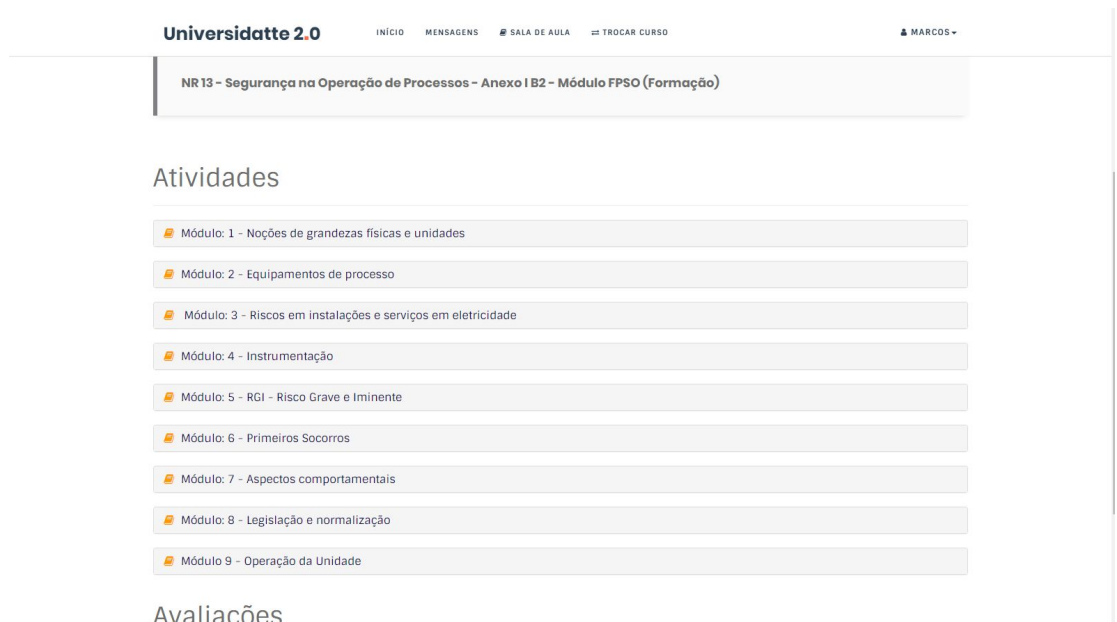 Universidatte 2.0 INÍCIO MENSAGENS SALA DE AULA TROCAR CURSO MARCOS
NR 13 - Segurança na Operação de Processos - Anexo I B2 - Módulo FPSO (Formação)
Atividades
Módulo: 1 - Noções de grandezas físicas e unidades
Módulo: 2 - Equipamentos de processo
Módulo: 3 - Riscos em instalações e serviços em eletricidade
Módulo: 4 - Instrumentação
Módulo: 5 - RGI - Risco Grave e Iminente
Módulo: 6 - Primeiros Socorros
Módulo: 7 - Aspectos comportamentais
Módulo: 8 - Legislação e normalização
Módulo 9 - Operação da Unidade
Avaliações